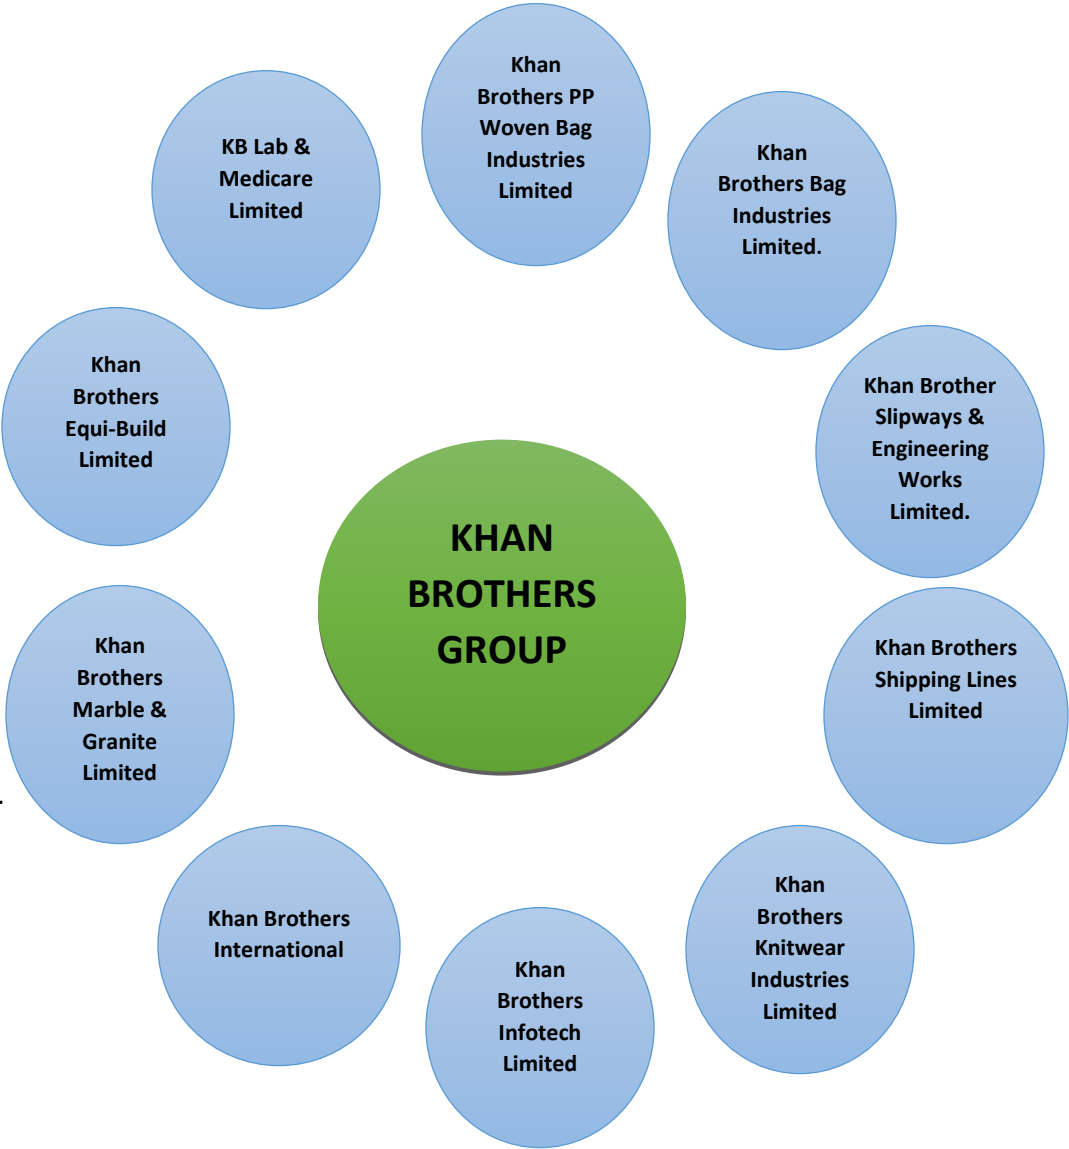 Khan
Brothers PP
Woven Bag
Industries
Limited
KB Lab &
Medicare
Limited
Khan
Brothers Bag
Industries
Limited.
Khan
Brothers
Equi-Build
Limited
Khan Brother
Slipways &
Engineering
Works
Limited.
KHAN
BROTHERS
GROUP
Khan
Brothers
Marble &
Granite
Limited
.
Khan Brothers
Shipping Lines
Limited
Khan Brothers
International
Khan
Brothers
Knitwear
Industries
Limited
Khan
Brothers
Infotech
Limited